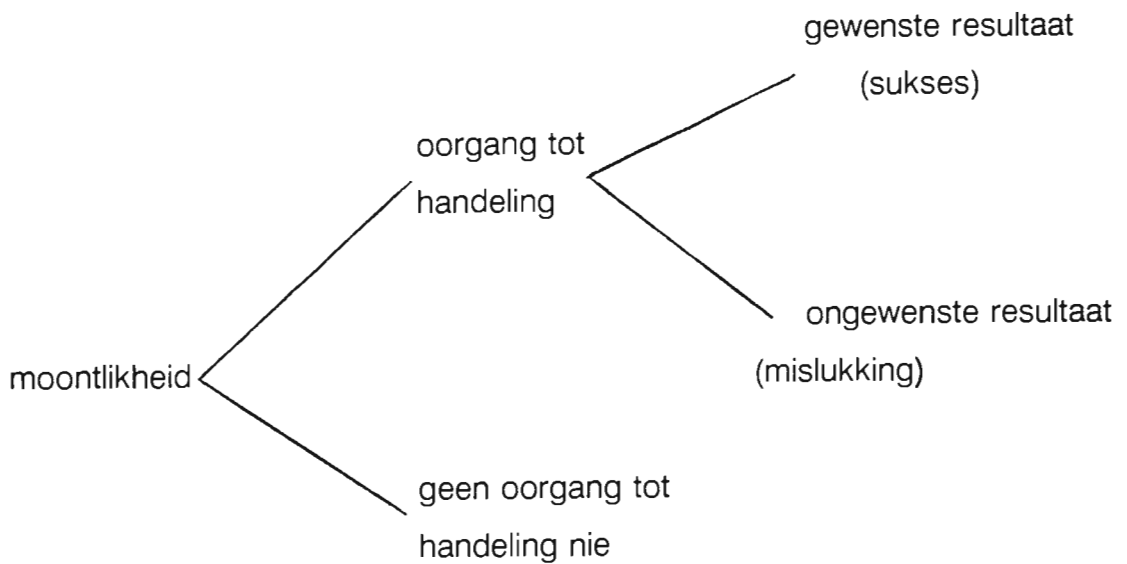 gewenste resultaat
(sukses)
oorgang tot
handeling
ongewenste resultaat
(mislukking)
moontlikheid
geen oorgang tot
handeling nie